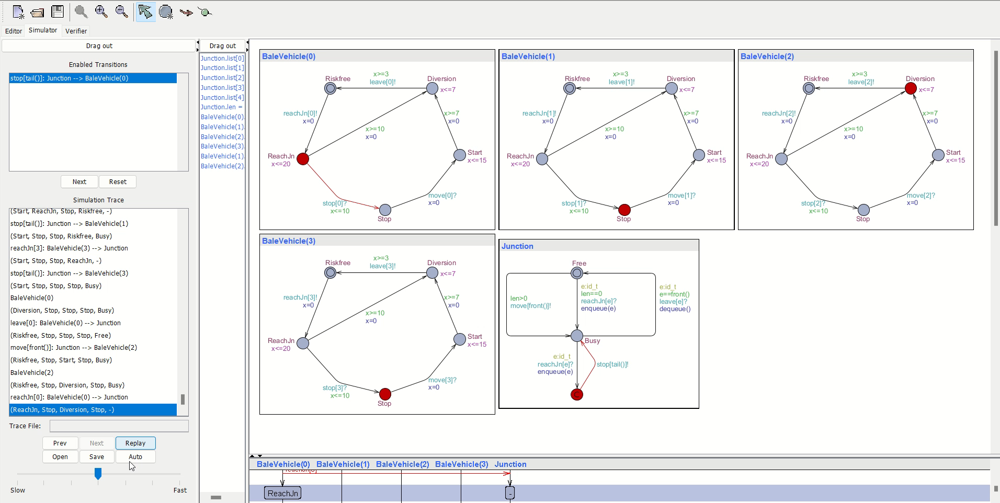 Editor Simulator Verifier
Drag out
Enabled Transitions
stop[tail()]: Junction --> BaleVehicle(0)
Next Reset
Simulation Trace
(Start, ReachJn, Stop, Riskfree, -)
stop[tail()]: Junction --> BaleVehicle(1)
(Start, Stop, Stop, Riskfree, Busy)
reachJn[3]: BaleVehicle(3) --> Junction
(Start, Stop, Stop, ReachJn, -)
stop[tail()]: Junction --> BaleVehicle(3)
(Start, Stop, Stop, Stop, Busy)
BaleVehicle(0)
(Diversion, Stop, Stop, Stop, Busy)
leave[0]: BaleVehicle(0) --> Junction
(Riskfree, Stop, Stop, Stop, Free)
move[front()]: Junction --> BaleVehicle(2)
(Riskfree, Stop, Start, Stop, Busy)
BaleVehicle(2)
(Riskfree, Stop, Diversion, Stop, Busy)
reachJn[0]: BaleVehicle(0) --> Junction
(ReachJn, Stop, Diversion, Stop, -)
Trace File:
Prev Next Replay
Open Save Auto
Slow Fast
Drag out
Junction.list[0]
Junction.list[1]
Junction.list[2]
Junction.list[3]
Junction.list[4]
Junction.len =
BaleVehicle(0).
BaleVehicle(1).
BaleVehicle(2).
BaleVehicle(3).
BaleVehicle(1).
BaleVehicle(2).
BaleVehicle(0)
x>=3
Riskfree leave[0]! Diversion
x<=7
reachJn[0]!
x=0
x>=7
x=0
x>=10
x=0
ReachJn
x<=20
Start
x<=15
stop[0]?
x<=10
move[0]?
x=0
Stop
BaleVehicle(1)
x>=3
Riskfree leave[1]! Diversion
x<=7
reachJn[1]!
x=0
x>=7
x=0
x>=10
x=0
ReachJn
x<=20
Start
x<=15
stop[1]?
x<=10
move[1]?
x=0
Stop
BaleVehicle(2)
x>=3
Riskfree leave[2]! Diversion
x<=7
reachJn[2]!
x=0
x>=7
x=0
x>=10
x=0
ReachJn
x<=20
Start
x<=15
stop[2]?
x<=10
move[2]?
x=0
Stop
BaleVehicle(3)
x>=3
Riskfree leave[3]! Diversion
x<=7
reachJn[3]!
x=0
x>=7
x=0
x>=10
x=0
ReachJn
x<=20
Start
x<=15
stop[3]?
x<=10
move[3]?
x=0
Stop
Junction
Free
len>0
move[front()]!
e:id_t
len==0
reachJn[e]?
enqueue(e)
e:id_t
e==front()
leave[e]?
dequeue()
Busy
e:id_t
reachJn[e]?
enqueue(e)
stop[tail()]!
C
BaleVehicle(0) BaleVehicle(1) BaleVehicle(2) BaleVehicle(3) Junction
ReachJn -